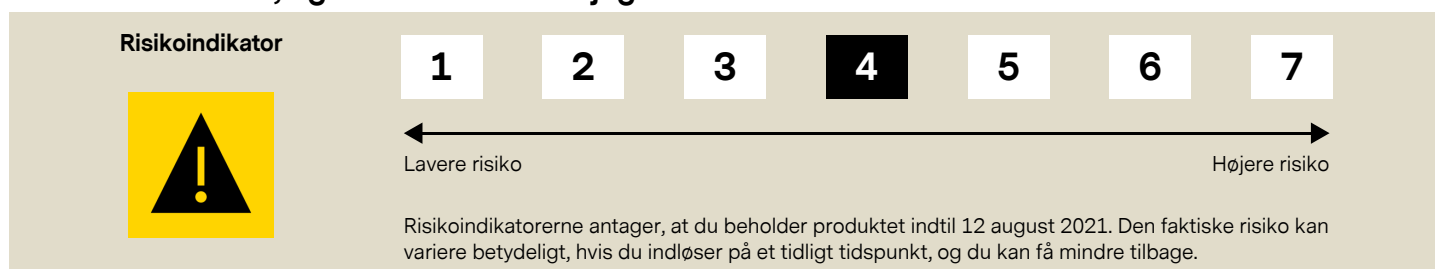 Risikoindikator
1 2 3 4 5 6 7
Lavere risiko Højere risiko
Risikoindikatorerne antager, at du beholder produktet indtil 12 august 2021. Den faktiske risiko kan
variere betydeligt, hvis du indløser på et tidligt tidspunkt, og du kan få mindre tilbage.